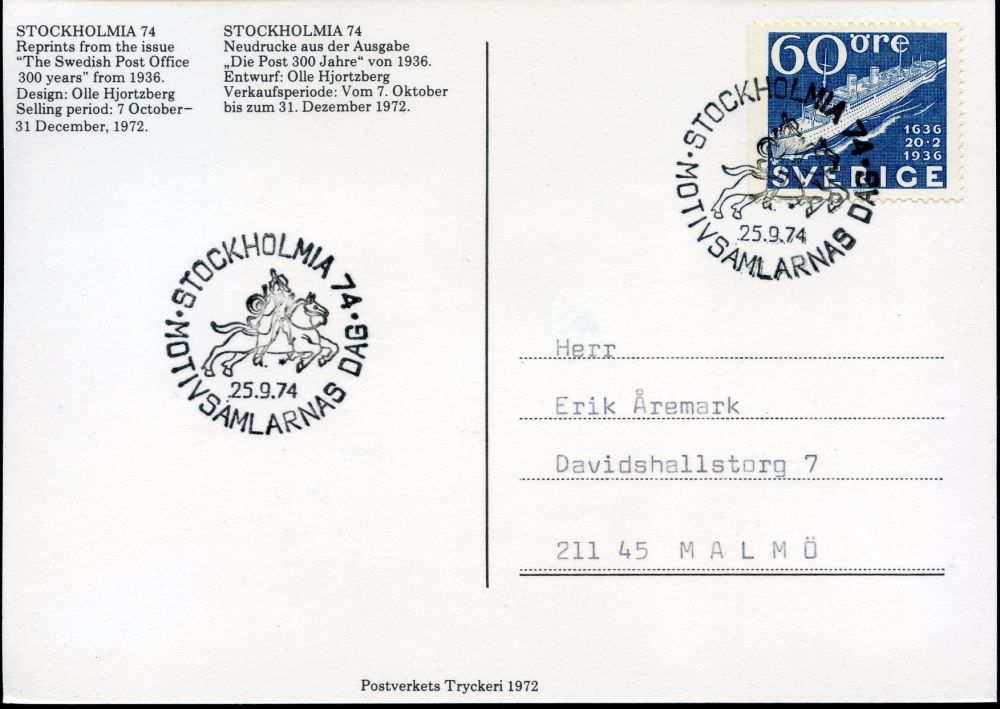 STOCKHOLMIA 74
Reprints from the issue
“The Swedish Post Office
300 years” from 1936.
Design: Olle Hjortzberg
Selling period: 7 October–
31 December, 1972.
STOCKHOLMIA 74
Neudrucke aus der Ausgabe
„Die Post 300 Jahre“ von 1936.
Entwurf: Olle Hjortzberg
Verkaufsperiode: Vom 7. Oktober
bis zum 31. Dezember 1972.
60 öre
1636
20·2
1936
SVERIGE
·STOCKHOLMIA 74·
25.9.74
MOTIVSAMLARNAS DAG
·STOCKHOLMIA 74·
25.9.74
MOTIVSAMLARNAS DAG
Herr
Erik Åremark
Davidshallstorg 7
211 45 MALMÖ
Postverkets Tryckeri 1972